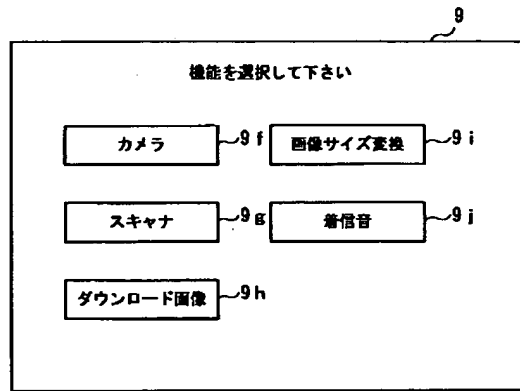 9
機能を選択して下さい
カメラ 9f 画像サイズ変換 9i
スキャナ 9g 着信音 9j
ダウンロード画像 9h